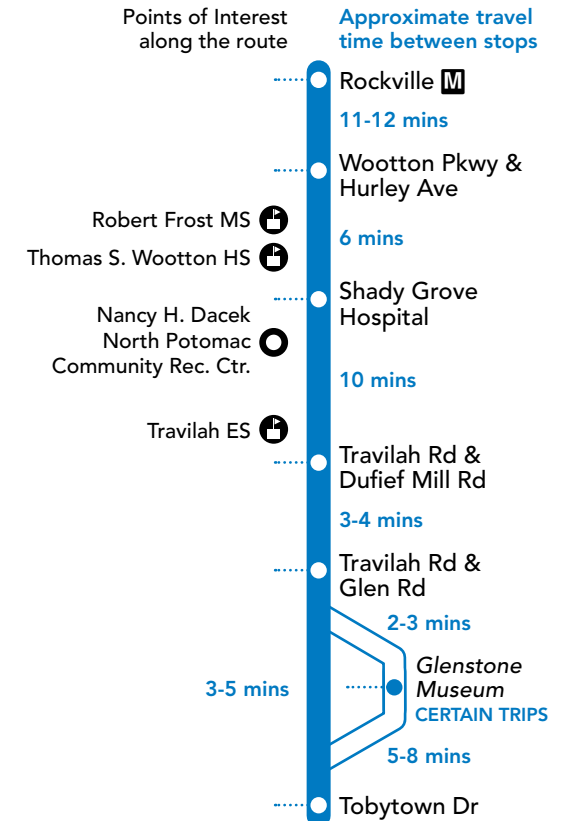 Points of Interest
along the route
Approximate travel
time between stops
Rockville M
11-12 mins
Wootton Pkwy &
Hurley Ave
Robert Frost MS
6 mins
Thomas S. Wootton HS
Shady Grove
Hospital
Nancy H. Dacek
North Potomac
Community Rec. Ctr.
10 mins
Travilah ES
Travilah Rd &
Dufief Mill Rd
3-4 mins
Travilah Rd &
Glen Rd
2-3 mins
3-5 mins
Glenstone
Museum
CERTAIN TRIPS
5-8 mins
Tobytown Dr